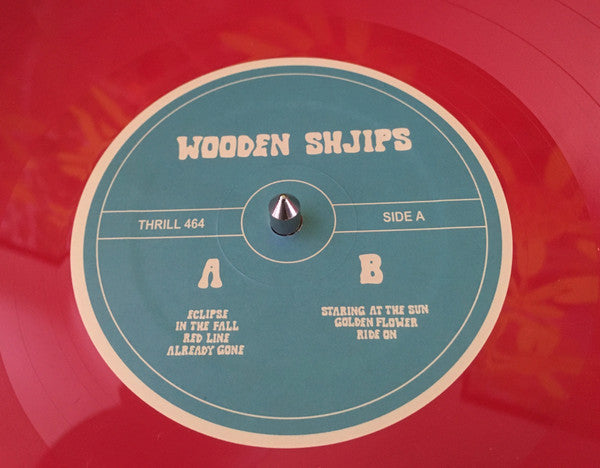 WOODEN SHJIPS
THRILL 464
SIDE A
A
ECLIPSE
IN THE FALL
RED LINE
ALREADY GONE
B
STARING AT THE SUN
GOLDEN FLOWER
RIDE ON